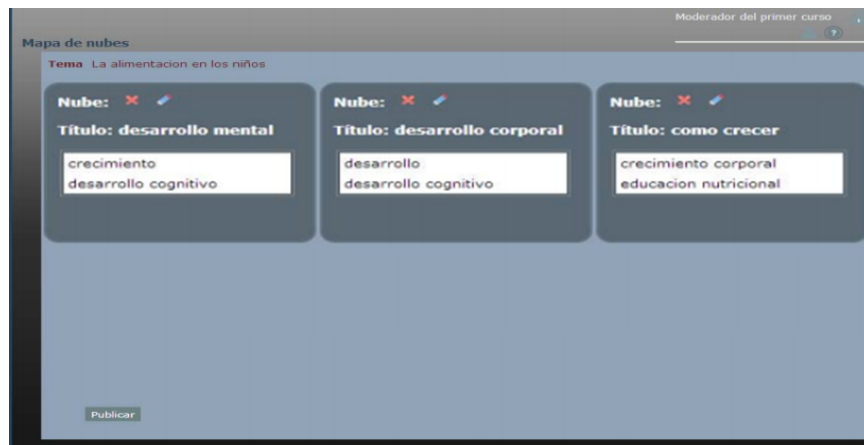 Moderador del primer curso
?
Mapa de nubes
Tema La alimentacion en los niños
Nube:
Título: desarrollo mental
crecimiento
desarrollo cognitivo
Nube:
Título: desarrollo corporal
desarrollo
desarrollo cognitivo
Nube:
Título: como crecer
crecimiento corporal
educacion nutricional
Publicar